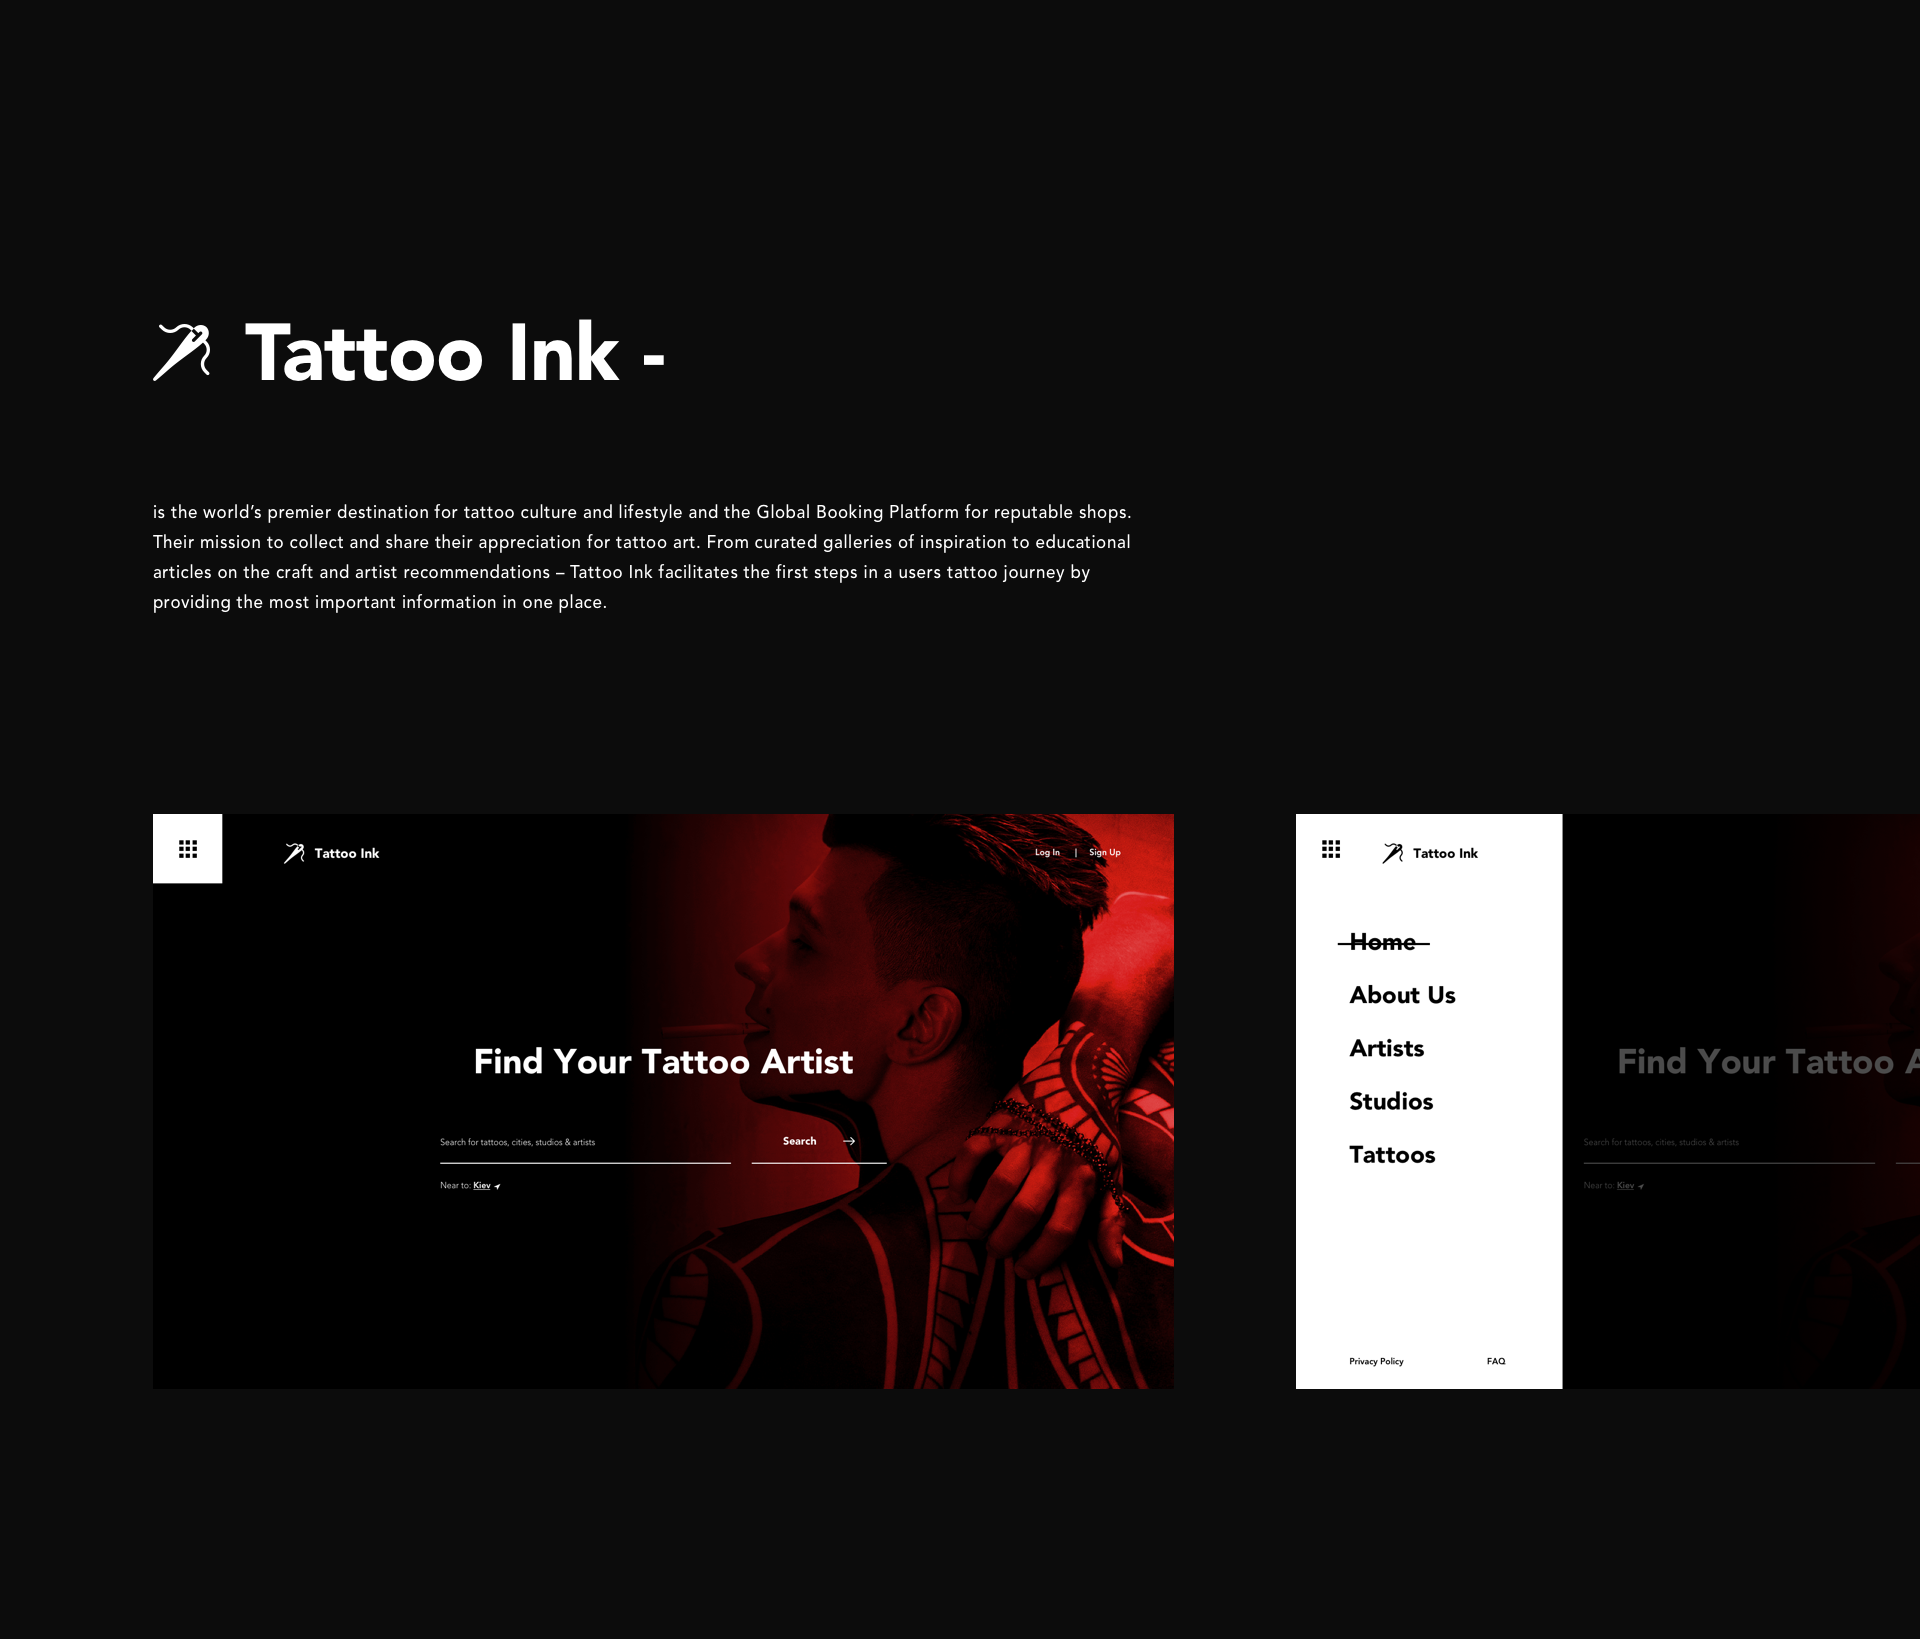 Tattoo Ink -
is the world’s premier destination for tattoo culture and lifestyle and the Global Booking Platform for reputable shops.
Their mission to collect and share their appreciation for tattoo art. From curated galleries of inspiration to educational
articles on the craft and artist recommendations – Tattoo Ink facilitates the first steps in a users tattoo journey by
providing the most important information in one place.
Tattoo Ink
Log In | Sign Up
Find Your Tattoo Artist
Search for tattoos, cities, studios & artists
Search
Near to: Kiev
Tattoo Ink
Home
About Us
Artists
Studios
Tattoos
Privacy Policy
FAQ
Find Your Tattoo A
Search for tattoos, cities, studios & artists
Near to: Kiev